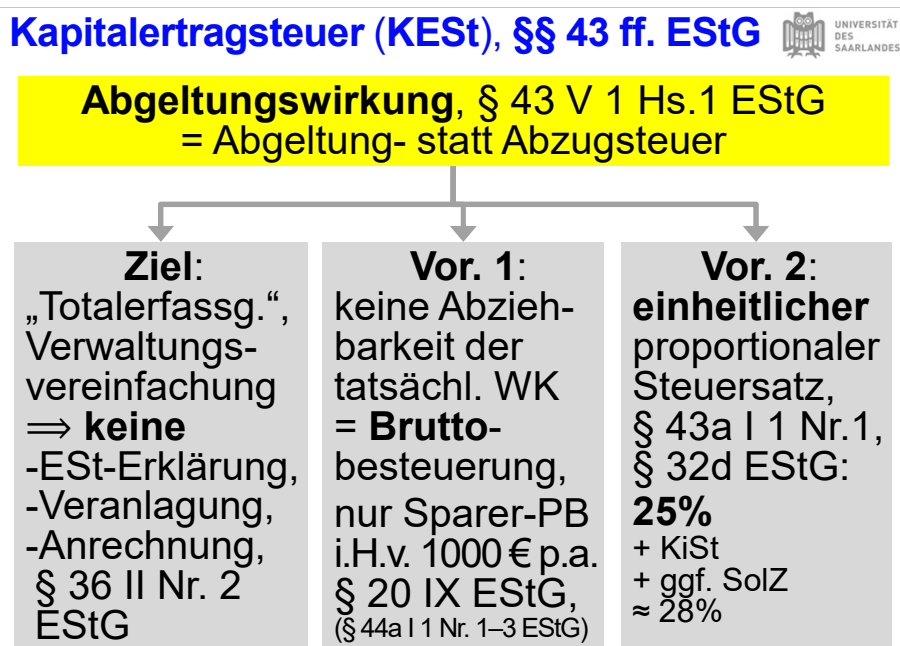 Kapitalertragsteuer (KESt), §§ 43 ff. EStG
UNIVERSITÄT
DES
SAARLANDES
Abgeltungswirkung, § 43 V 1 Hs.1 EStG
= Abgeltung- statt Abzugsteuer
Ziel:
„Totalerfassg.“,
Verwaltungs-
vereinfachung
⟹ keine
-ESt-Erklärung,
-Veranlagung,
-Anrechnung,
§ 36 II Nr. 2
EStG
Vor. 1:
keine Abzieh-
barkeit der
tatsächl. WK
= Brutto-
besteuerung,
nur Sparer-PB
i.H.v. 1000 € p.a.
§ 20 IX EStG,
(§ 44a I 1 Nr. 1–3 EStG)
Vor. 2:
einheitlicher
proportionaler
Steuersatz,
§ 43a I 1 Nr.1,
§ 32d EStG:
25%
+ KiSt
+ ggf. SolZ
≈ 28%